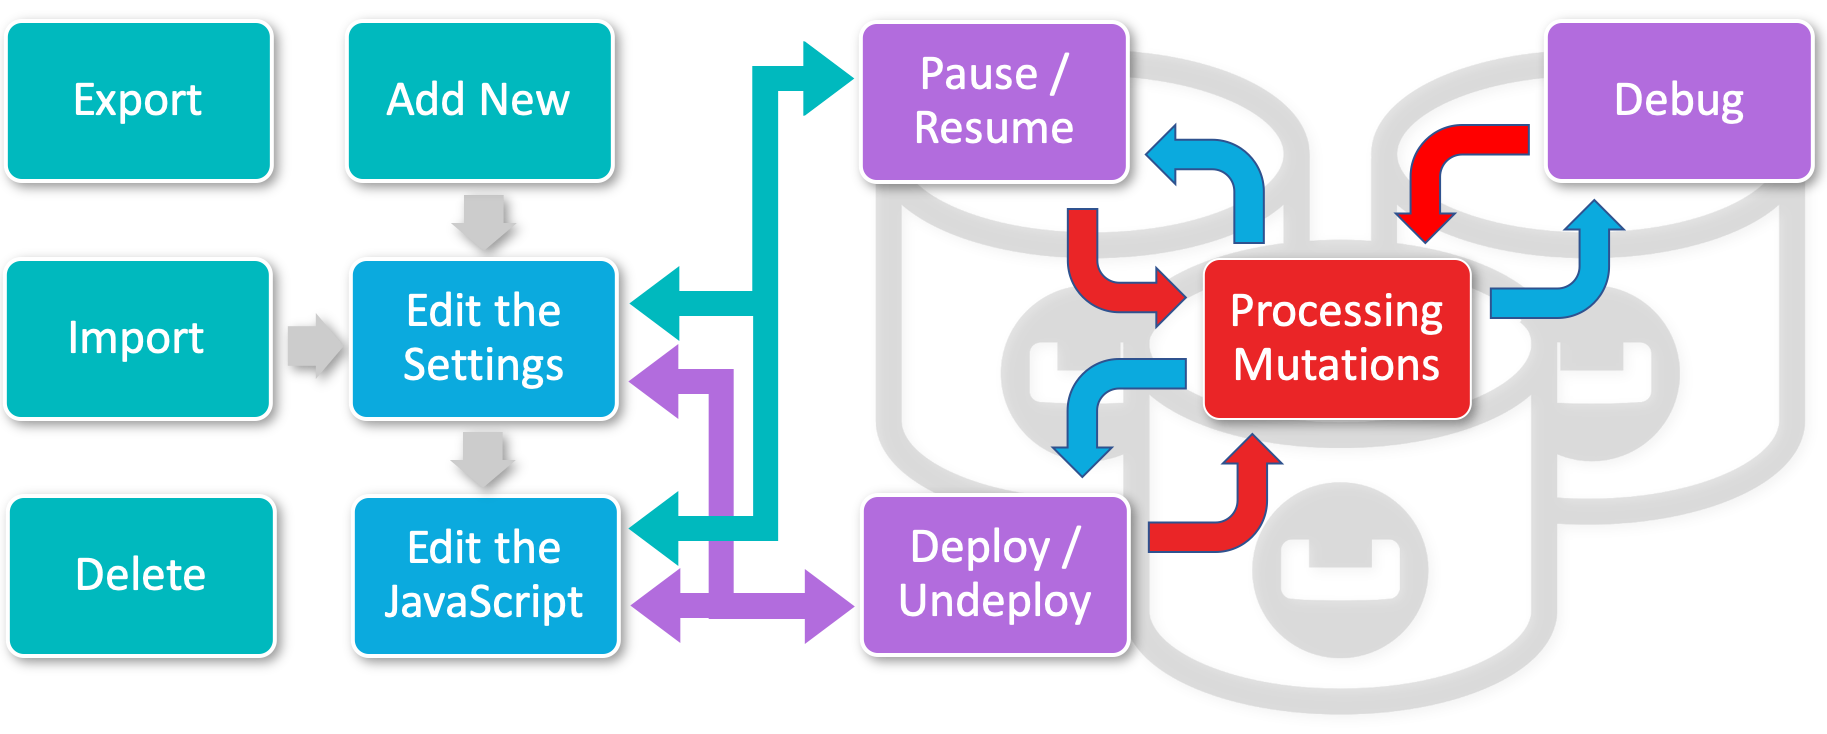 Export
Add New
Pause /
Resume
Debug
Import
Edit the
Settings
Processing
Mutations
Delete
Edit the
JavaScript
Deploy /
Undeploy